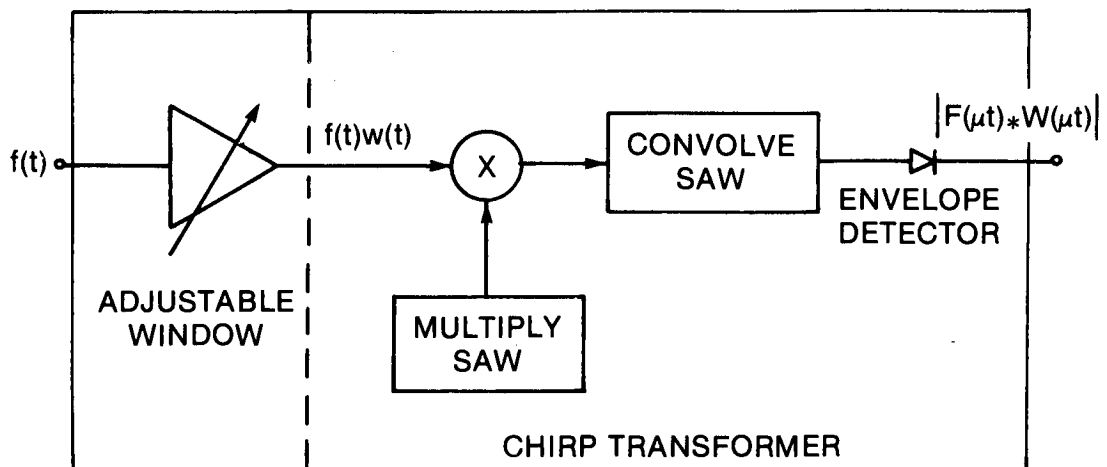 f(t)
ADJUSTABLE
WINDOW
f(t)w(t)
X
MULTIPLY
SAW
CONVOLVE
SAW
ENVELOPE
DETECTOR
|F(μt)*W(μt)|
CHIRP TRANSFORMER